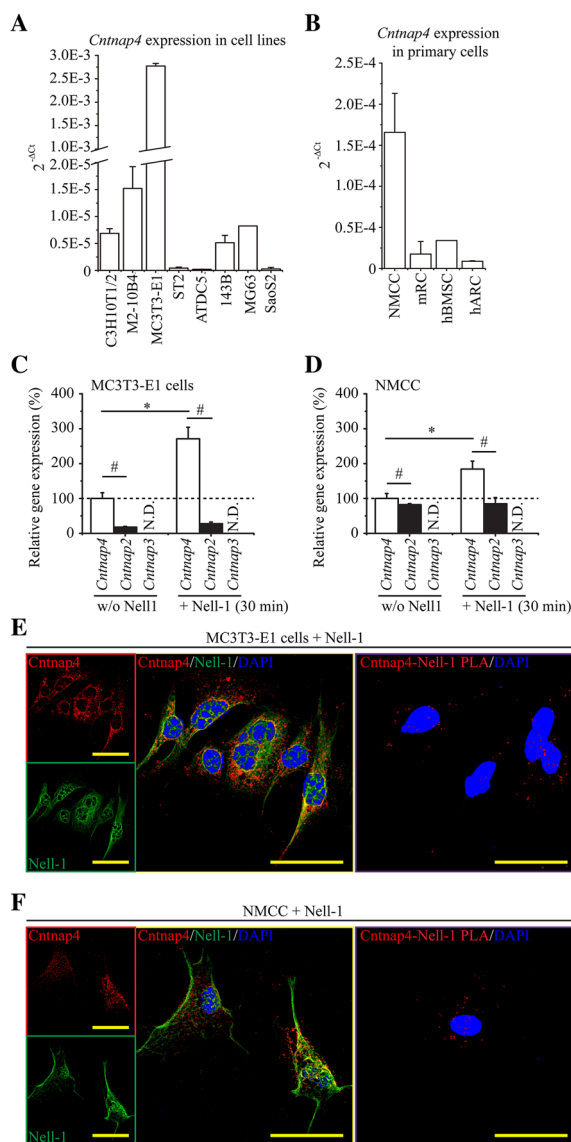 A
Cntnap4 expression in cell lines
2^-ΔCt
3.0E-3
2.5E-3
2.0E-3
1.5E-3
1.0E-3
2.0E-5
1.5E-5
1.0E-5
5.0E-6
0
C3H10T1/2
M2-10B4
MC3T3-E1
ST2
ATDC5
143B
MG63
SaoS2
B
Cntnap4 expression
in primary cells
2^-ΔCt
2.5E-4
2.0E-4
1.5E-4
1.0E-4
5.0E-4
0
NMCC
mRC
hBMSC
hARC
C
MC3T3-E1 cells
Relative gene expression (%)
400
300
200
100
0
*
#
#
N.D.
N.D.
Cntnap4
Cntnap2
Cntnap3
Cntnap4
Cntnap2
Cntnap3
w/o Nell1
+ Nell-1 (30 min)
D
NMCC
Relative gene expression (%)
400
300
200
100
0
*
#
#
N.D.
N.D.
Cntnap4
Cntnap2
Cntnap3
Cntnap4
Cntnap2
Cntnap3
w/o Nell1
+ Nell-1 (30 min)
E
MC3T3-E1 cells + Nell-1
Cntnap4
Nell-1
Cntnap4/Nell-1/DAPI
Cntnap4-Nell-1 PLA/DAPI
F
NMCC + Nell-1
Cntnap4
Nell-1
Cntnap4/Nell-1/DAPI
Cntnap4-Nell-1 PLA/DAPI